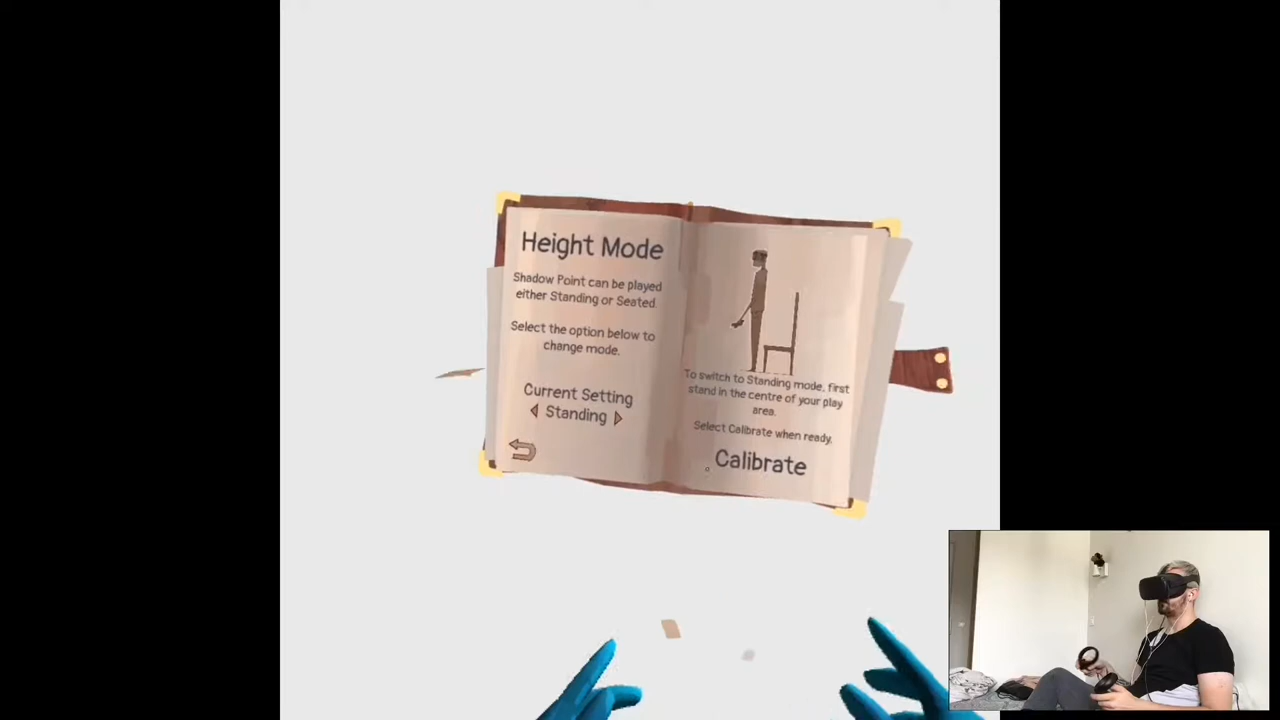 Height Mode
Shadow Point can be played
either Standing or Seated.
Select the option below to
change mode.
Current Setting
Standing
To switch to Standing mode, first
stand in the centre of your play
area.
Select Calibrate when ready.
Calibrate